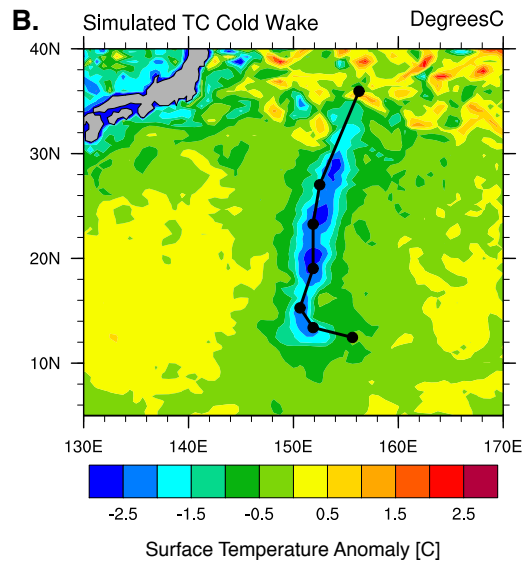 B. Simulated TC Cold Wake DegreesC
40N
30N
20N
10N
130E 140E 150E 160E 170E
-2.5 -1.5 -0.5 0.5 1.5 2.5
Surface Temperature Anomaly [C]